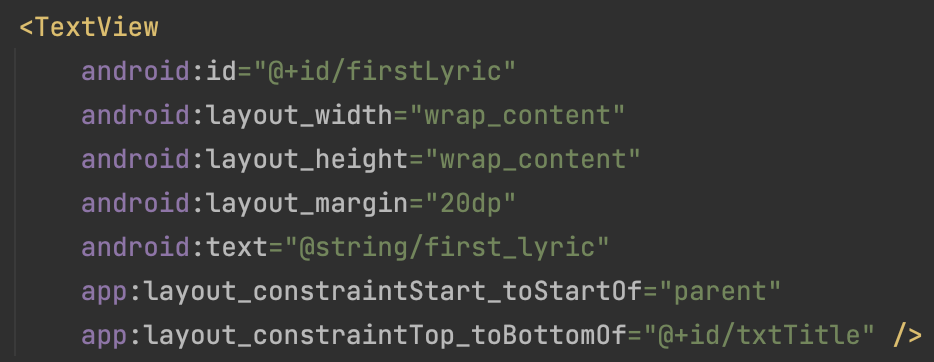 <TextView
android:id="@+id/firstLyric"
android:layout_width="wrap_content"
android:layout_height="wrap_content"
android:layout_margin="20dp"
android:text="@string/first_lyric"
app:layout_constraintStart_toStartOf="parent"
app:layout_constraintTop_toBottomOf="@+id/txtTitle" />